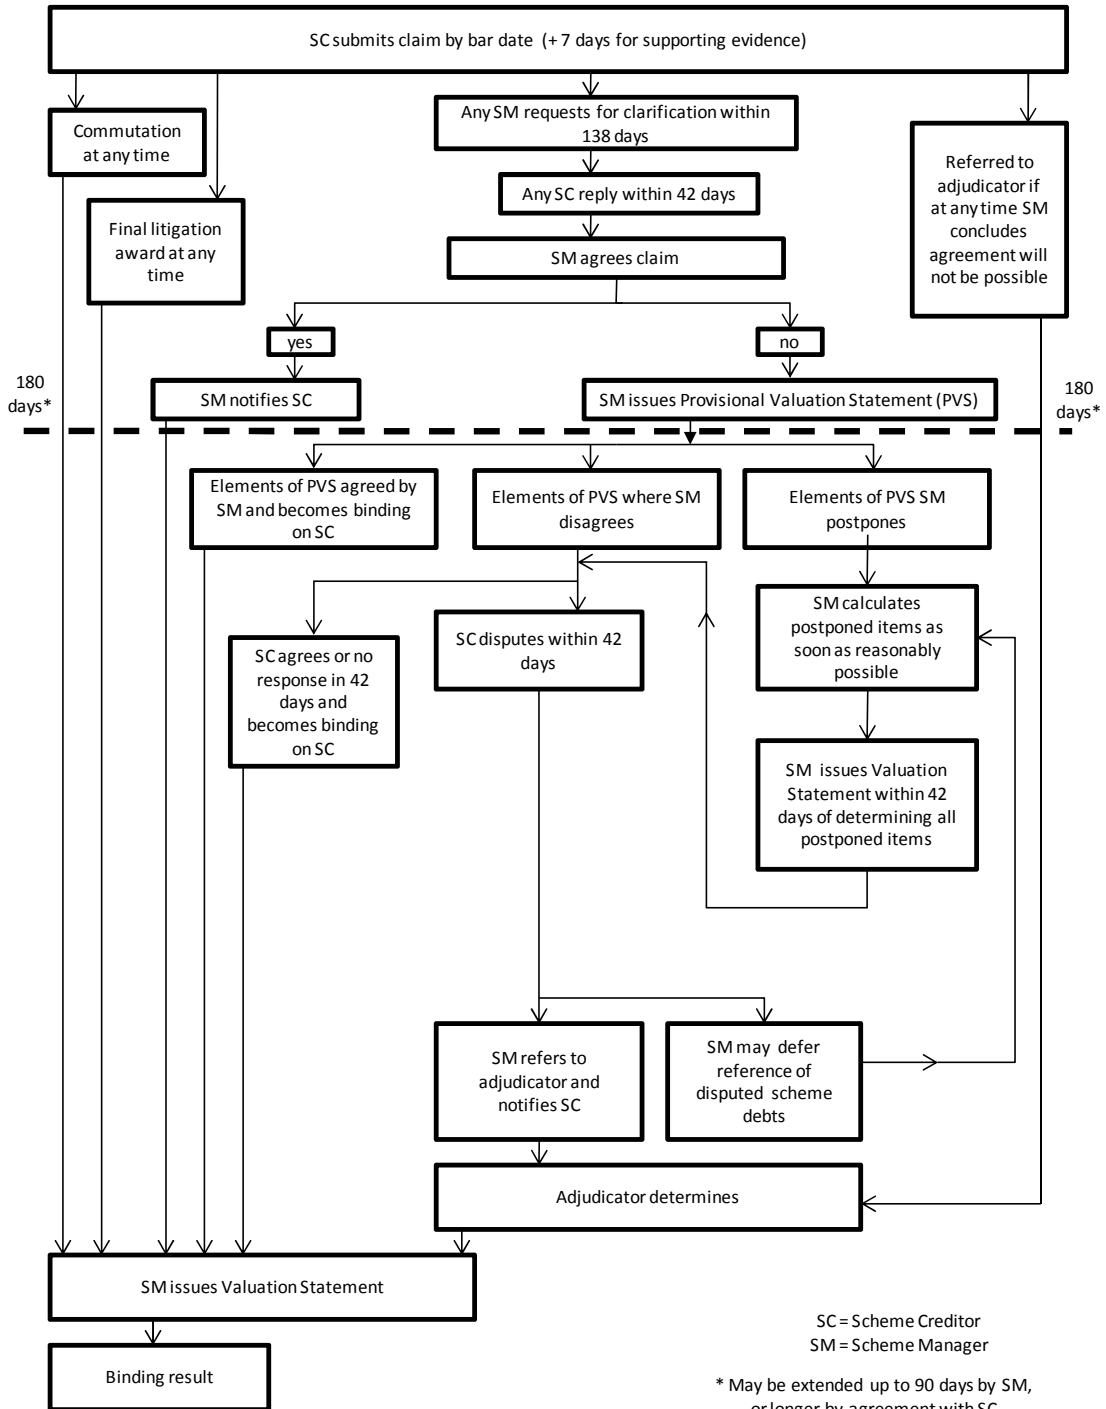 SC submits claim by bar date (+ 7 days for supporting evidence)
Commutation
at any time
Final litigation
award at any
time
Any SM requests for clarification within
138 days
Any SC reply within 42 days
SM agrees claim
Referred to
adjudicator if
at any time SM
concludes
agreement will
not be possible
yes
no
180
days*
SM notifies SC
SM issues Provisional Valuation Statement (PVS)
180
days*
Elements of PVS agreed by
SM and becomes binding
on SC
Elements of PVS where SM
disagrees
Elements of PVS SM
postpones
SC agrees or no
response in 42
days and
becomes binding
on SC
SC disputes within 42
days
SM calculates
postponed items as
soon as reasonably
possible
SM issues Valuation
Statement within 42
days of determining all
postponed items
SM refers to
adjudicator and
notifies SC
SM may defer
reference of
disputed scheme
debts
Adjudicator determines
SM issues Valuation Statement
Binding result
SC = Scheme Creditor
SM = Scheme Manager
* May be extended up to 90 days by SM,
or longer by agreement with SC